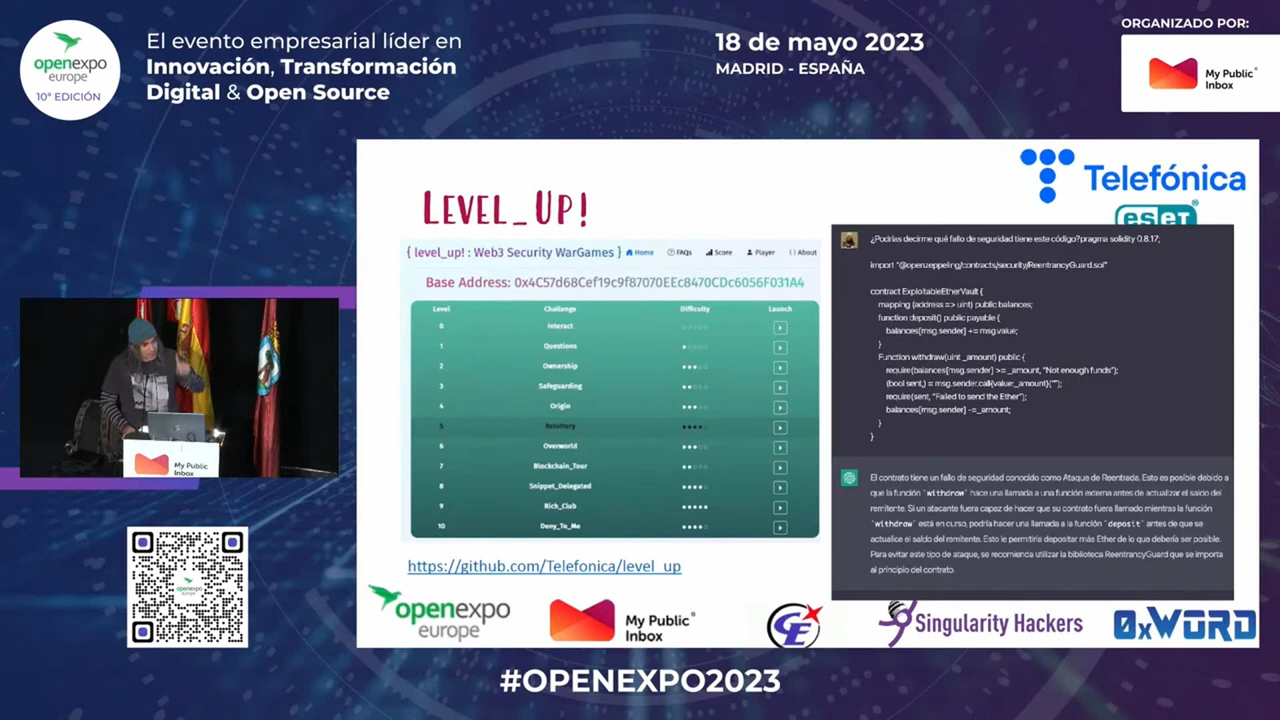 openexpo
europe
10ª EDICIÓN
El evento empresarial líder en
Innovación, Transformación
Digital & Open Source
18 de mayo 2023
MADRID - ESPAÑA
ORGANIZADO POR:
My Public
Inbox
Telefónica
eset
LEVEL_UP!
{ level_up! : Web3 Security WarGames } Home FAQs Score Player About
Base Address: 0x4C57d68Cef19c9f87070EEc8470CDc6056F031A4
Level Challenge Difficulty Launch
0 Interact
1 Questions
2 Ownership
3 Safeguarding
4 Origin
5 Relottery
6 Overworld
7 Blockchain_Tour
8 Snippet_Delegated
9 Rich_Club
10 Deny_To_Me
https://github.com/Telefonica/level_up
¿Podrías decirme qué fallo de seguridad tiene este código?pragma solidity 0.8.17;
import "@openzeppeling/contracts/security/ReentrancyGuard.sol"
contract ExploitableEtherVault {
mapping (address => uint) public balances;
function deposit() public payable {
balances[msg.sender] += msg.value;
}
Function withdraw(uint _amount) public {
require(balances[msg.sender] >= _amount, "Not enough funds");
(bool sent,) = msg.sender.call{value:_amount}("");
require(sent, "Failed to send the Ether");
balances[msg.sender] -=_amount;
}
}
El contrato tiene un fallo de seguridad conocido como Ataque de Reentrada. Esto es posible debido a
que la función `withdraw` hace una llamada a una función externa antes de actualizar el saldo del
remitente. Si un atacante fuera capaz de hacer que su contrato fuera llamado mientras la función
`withdraw` está en curso, podría hacer una llamada a la función `deposit` antes de que se
actualice el saldo del remitente. Esto le permitiría depositar más Ether de lo que debería ser posible.
Para evitar este tipo de ataque, se recomienda utilizar la biblioteca ReentrancyGuard que se importa
al principio del contrato.
My Public
Inbox
openexpo
europe
openexpo
europe
My Public
Inbox
GE
Singularity Hackers
0xWORD
#OPENEXPO2023